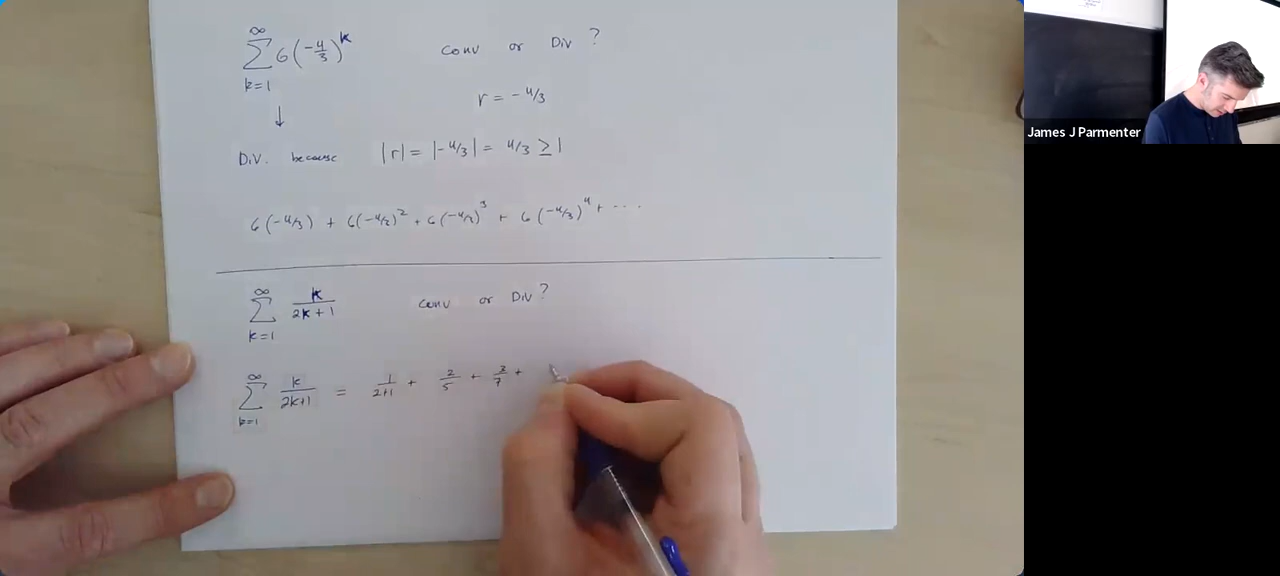 ∞
∑ 6(-4/3)^k conv or Div ?
k=1
r = -4/3
↓
Div. because |r| = |-4/3| = 4/3 ≥ 1
6(-4/3) + 6(-4/3)² + 6(-4/3)³ + 6(-4/3)⁴ + ...
∞
∑ k/(2k+1) conv or Div ?
k=1
∞
∑ k/(2k+1) = 1/(2+1) + 2/5 + 3/7 +
k=1
James J Parmenter